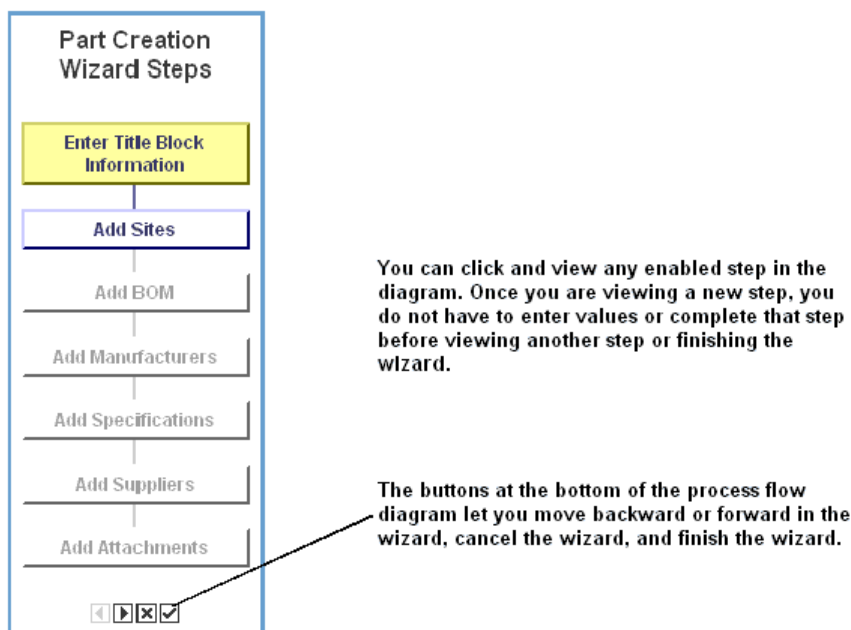 Part Creation
Wizard Steps
Enter Title Block
Information
Add Sites
Add BOM
Add Manufacturers
Add Specifications
Add Suppliers
Add Attachments
You can click and view any enabled step in the
diagram. Once you are viewing a new step, you
do not have to enter values or complete that step
before viewing another step or finishing the
wizard.
The buttons at the bottom of the process flow
diagram let you move backward or forward in the
wizard, cancel the wizard, and finish the wizard.